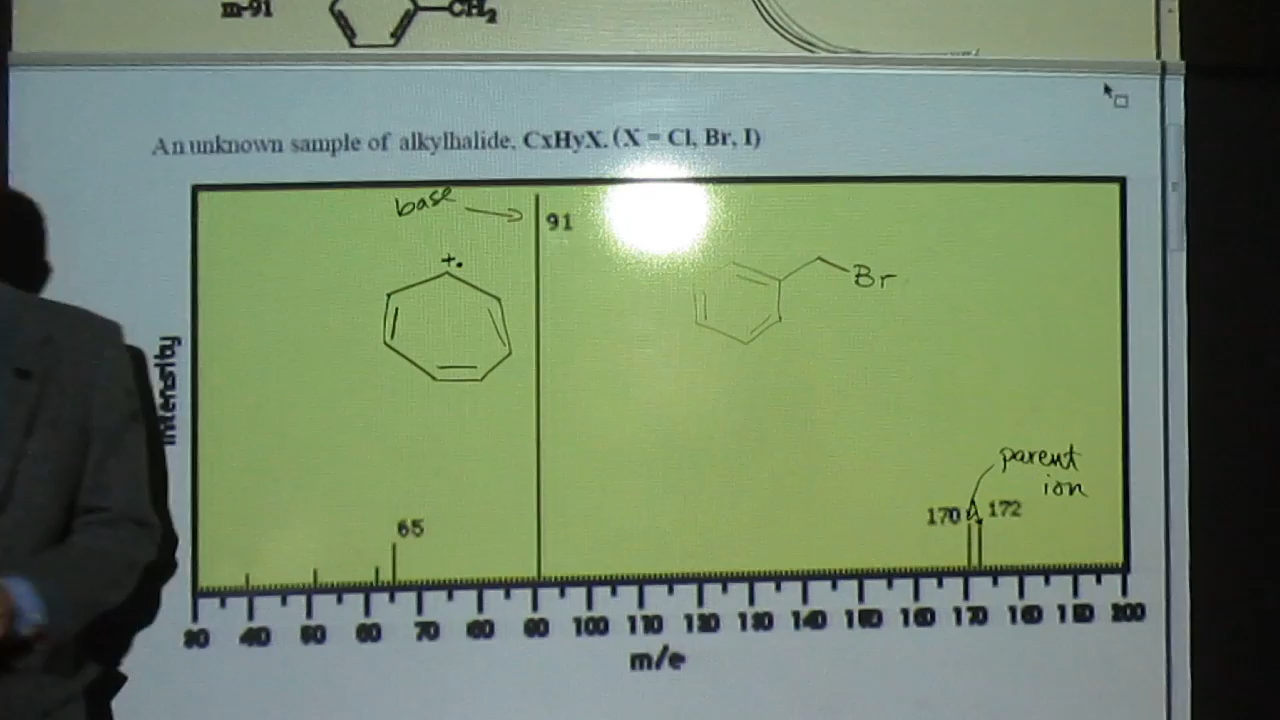 m-91
CH2
An unknown sample of alkylhalide, CxHyX. (X = Cl, Br, I)
base
91
+.
Br
parent
ion
170 172
65
Intensity
30 40 50 60 70 80 90 100 110 120 130 140 150 160 170 180 190 200
m/e